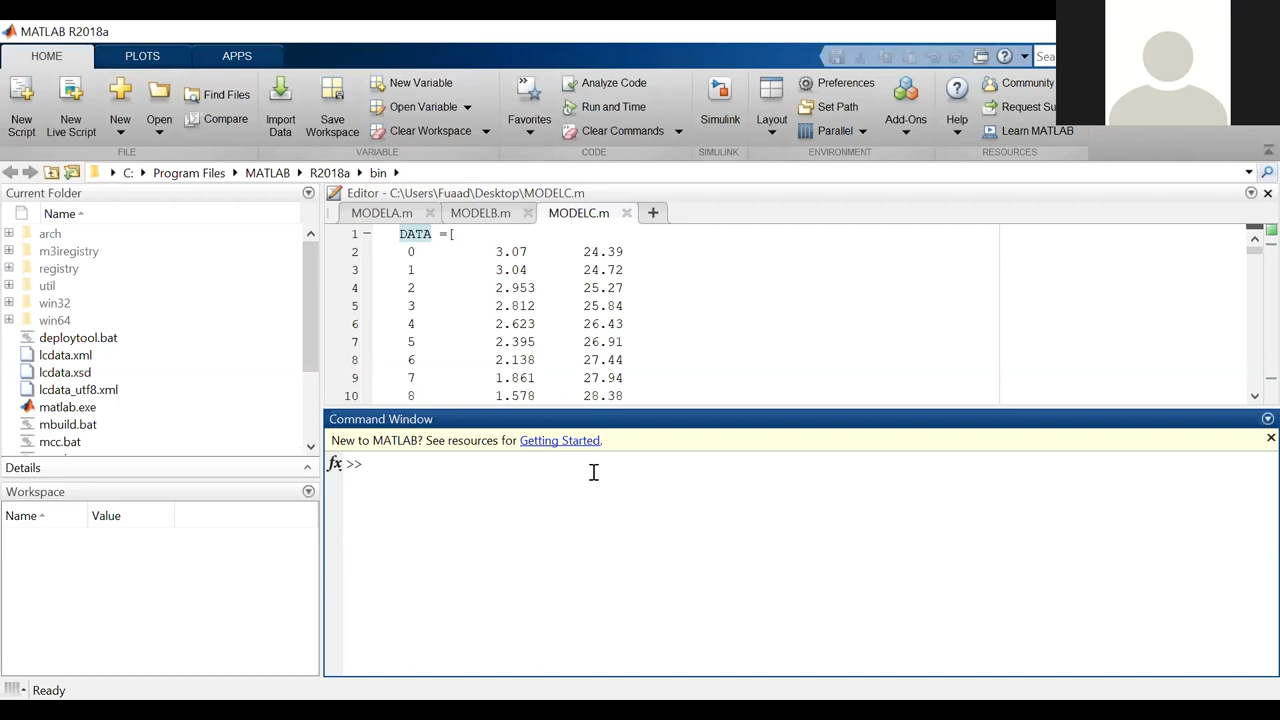 MATLAB R2018a
HOME PLOTS APPS Sea
New Script
New Live Script
New
Open
Find Files
Compare
FILE
Import Data
Save Workspace
New Variable
Open Variable
Clear Workspace
VARIABLE
Favorites
Analyze Code
Run and Time
Clear Commands
CODE
Simulink
SIMULINK
Layout
Preferences
Set Path
Parallel
Add-Ons
ENVIRONMENT
Help
Community
Request Su
Learn MATLAB
RESOURCES
C: Program Files MATLAB R2018a bin
Current Folder
Name
arch
m3iregistry
registry
util
win32
win64
deploytool.bat
lcdata.xml
lcdata.xsd
lcdata_utf8.xml
matlab.exe
mbuild.bat
mcc.bat
Details
Workspace
Name Value
Editor - C:\Users\Fuaad\Desktop\MODELC.m
MODELA.m MODELB.m MODELC.m
1 DATA =[
2 0 3.07 24.39
3 1 3.04 24.72
4 2 2.953 25.27
5 3 2.812 25.84
6 4 2.623 26.43
7 5 2.395 26.91
8 6 2.138 27.44
9 7 1.861 27.94
10 8 1.578 28.38
Command Window
New to MATLAB? See resources for Getting Started.
fx >>
Ready